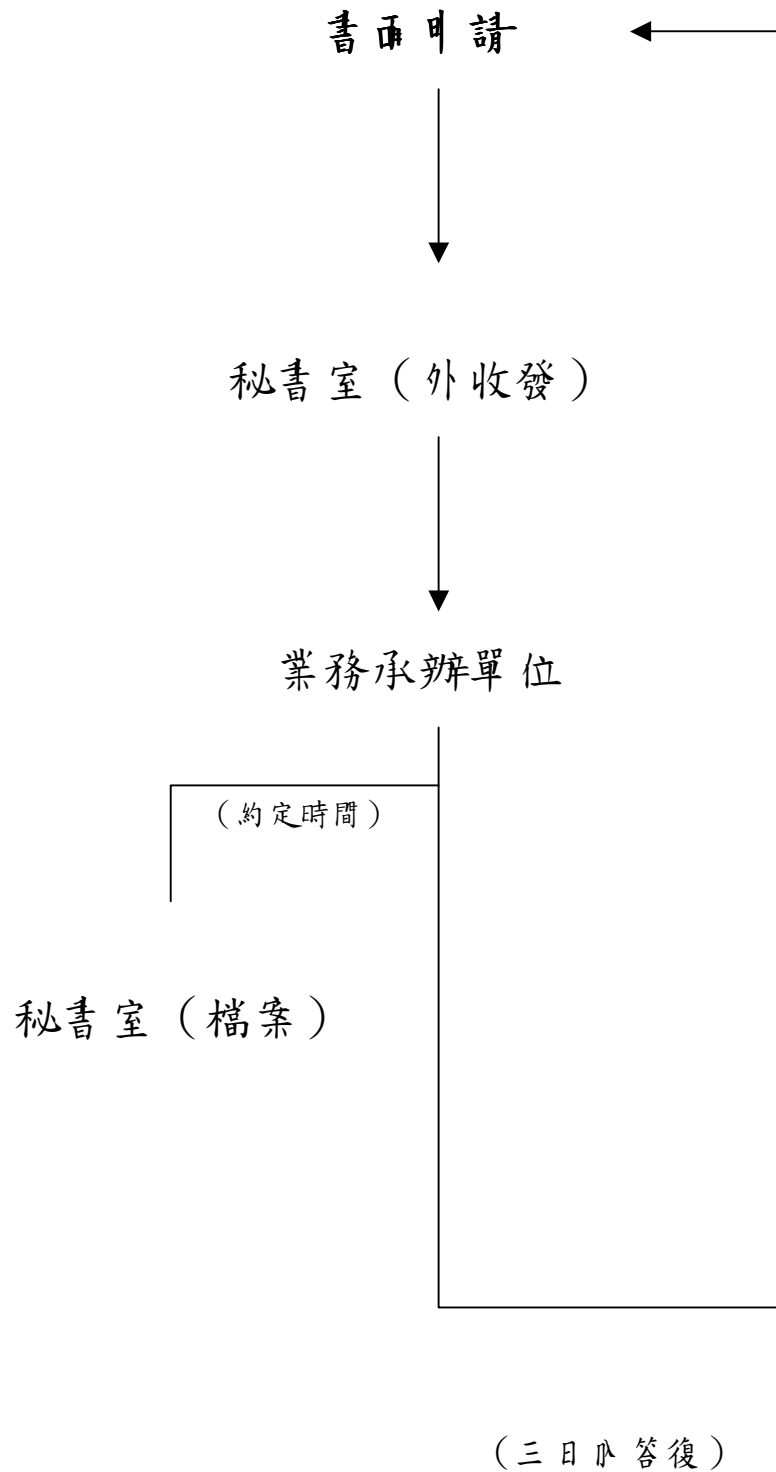 書面申請
秘書室（外收發）
業務承辦單位
（約定時間）
秘書室（檔案）
（三日內答復）